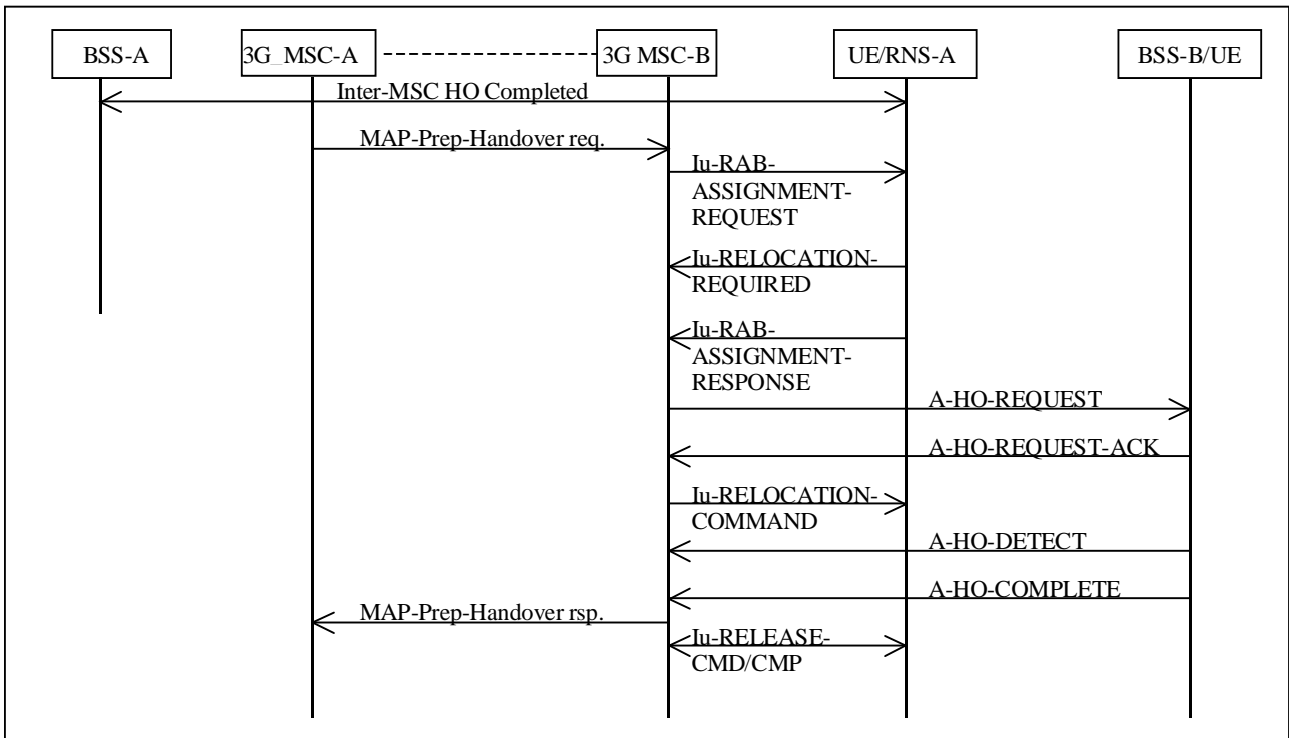 BSS-A
3G_MSC-A
3G MSC-B
UE/RNS-A
BSS-B/UE
Inter-MSC HO Completed
MAP-Prep-Handover req.
Iu-RAB-
ASSIGNMENT-
REQUEST
Iu-RELOCATION-
REQUIRED
Iu-RAB-
ASSIGNMENT-
RESPONSE
A-HO-REQUEST
A-HO-REQUEST-ACK
Iu-RELOCATION-
COMMAND
A-HO-DETECT
A-HO-COMPLETE
MAP-Prep-Handover rsp.
Iu-RELEASE-
CMD/CMP